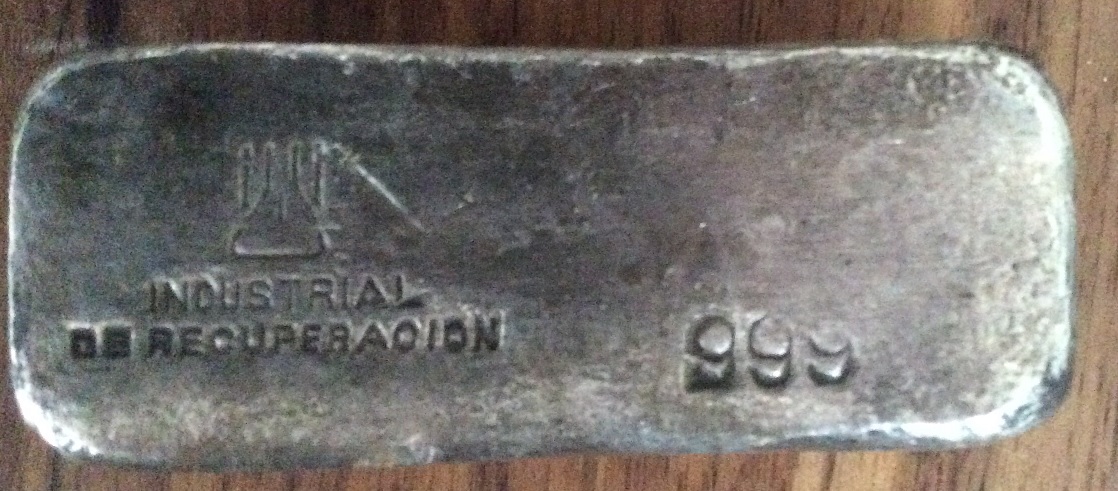 INDUSTRIAL
DE RECUPERACION
999